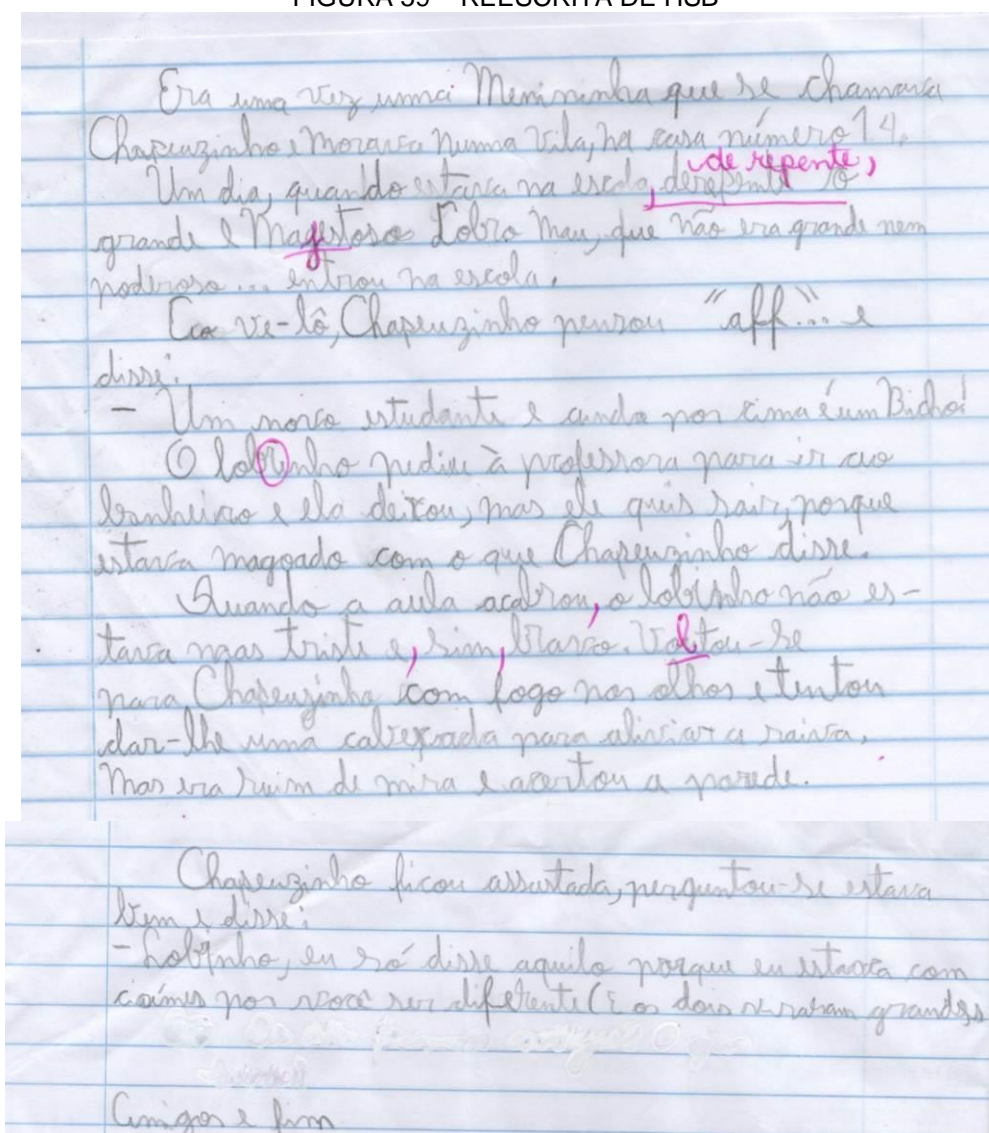 FIGURA 39 – REESCRITA DE HSB
Era uma vez uma Menininha que se chamava
Chapeuzinho e morava numa Vila, na casa número 14.
de repente,
Um dia, quando estava na escola, derepente o
grande e Magestoso Lobro Mau, que não era grande nem
poderoso... entrou na escola.
Ao ve-lô, Chapeuzinho pensou "aff"... e
disse:
- Um novo estudante e ainda por cima é um Bicho!
O lobrinho pediu à professora para ir ao
banheiro e ela deixou, mas ele quis sair, porque
estava magoado com o que Chapeuzinho disse.
Quando a aula acabou, o lobinho não es-
tava mas triste e, sim, bravo. Voltou-se
para Chapeuzinho com fogo nos olhos e tentou
dar-lhe uma cabeçada para aliviar a raiva,
Mas era ruim de mira e acertou a parede.
Chapeuzinho ficou assustada, perguntou-se estava
bem e disse:
- Lobinho, eu só disse aquilo porque eu estava com
ciúmes por você ser diferente (E os dois viraram grandes
Amigos e fim